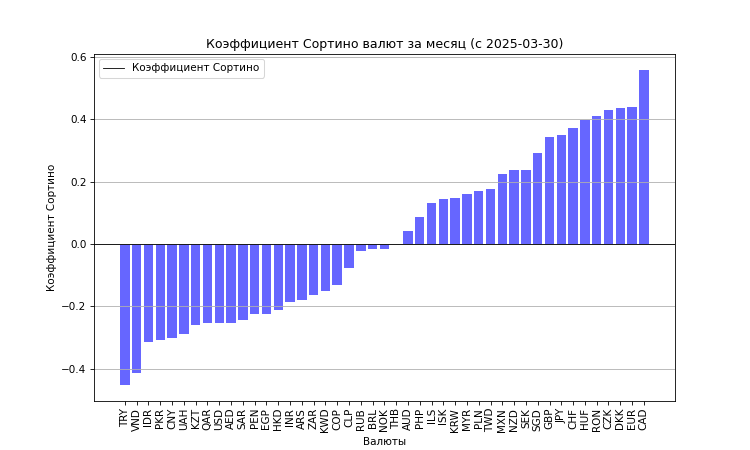 Коэффициент Сортино валют за месяц (с 2025-03-30)
Коэффициент Сортино
0.6
0.4
0.2
0.0
−0.2
−0.4
Коэффициент Сортино
TRY VND IDR PKR CNY UAH KZT QAR USD AED SAR PEN EGP HKD INR ARS ZAR KWD COP CLP RUB BRL NOK THB AUD PHP ILS ISK KRW MYR PLN TWD MXN NZD SEK SGD GBP JPY CHF HUF RON CZK DKK EUR CAD
Валюты